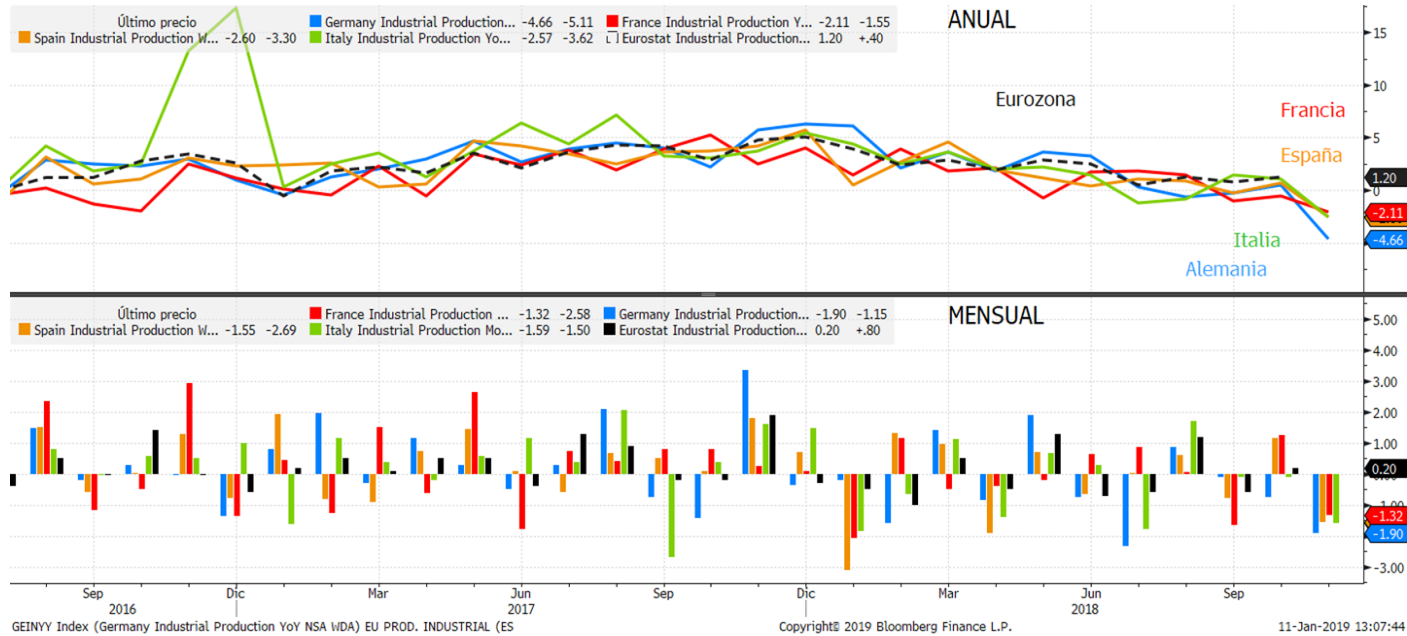 Último precio
Germany Industrial Production... -4.66 -5.11
France Industrial Production Y... -2.11 -1.55
Spain Industrial Production W... -2.60 -3.30
Italy Industrial Production Yo... -2.57 -3.62
Eurostat Industrial Production... 1.20 +.40
ANUAL
15
10
5
0
Eurozona
Francia
España
Italia
Alemania
1.20
-2.11
-4.66
Último precio
France Industrial Production ... -1.32 -2.58
Germany Industrial Production... -1.90 -1.15
Spain Industrial Production W... -1.55 -2.69
Italy Industrial Production Mo... -1.59 -1.50
Eurostat Industrial Production... 0.20 +.80
MENSUAL
5.00
4.00
3.00
2.00
1.00
0.20
-1.00
-1.32
-1.90
-3.00
Sep Dic Mar Jun Sep Dic Mar Jun Sep
2016 2017 2018
GEINYY Index (Germany Industrial Production YoY NSA WDA) EU PROD. INDUSTRIAL (ES
Copyright© 2019 Bloomberg Finance L.P.
11-Jan-2019 13:07:44